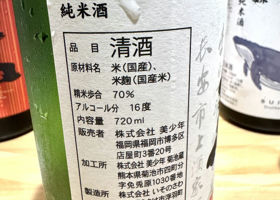 純米酒
品目 清酒
原材料名 米(国産)、
米麹(国産米)
精米歩合 70%
アルコール分 16度
内容量 720ml
販売者 株式会社 美少年
福岡県福岡市博多区
店屋町3番20号
加工所 株式会社 美少年 菊池蔵
熊本県菊池市四町分
字免兎原1030番地
製造所 株式会社 いそのさわ